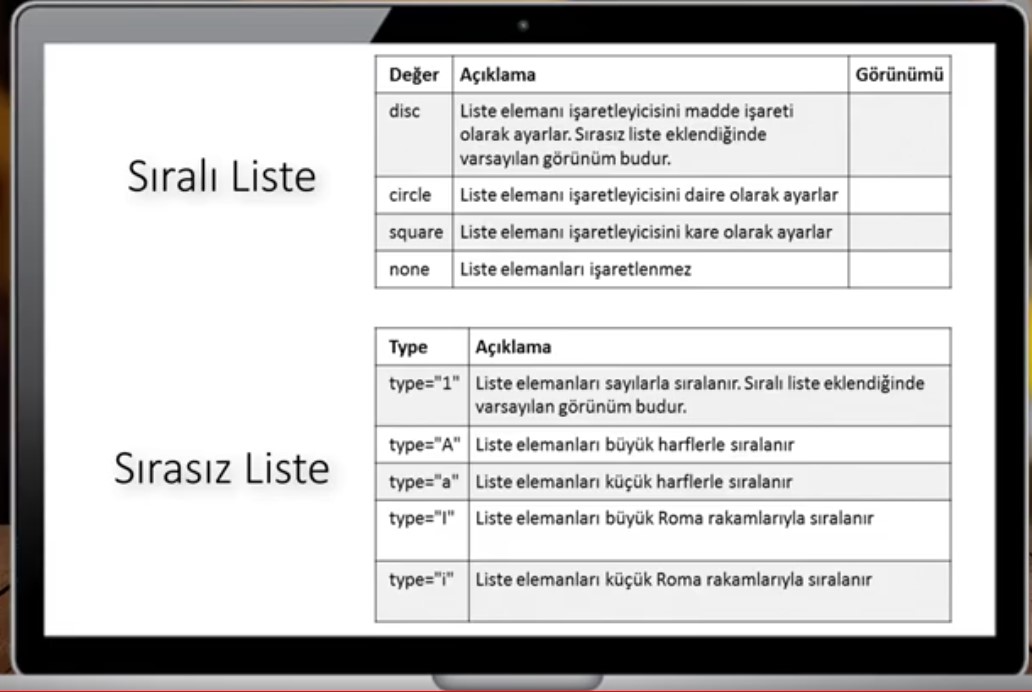 Sıralı Liste
Değer Açıklama Görünümü
disc Liste elemanı işaretleyicisini madde işareti
olarak ayarlar. Sırasız liste eklendiğinde
varsayılan görünüm budur.
circle Liste elemanı işaretleyicisini daire olarak ayarlar
square Liste elemanı işaretleyicisini kare olarak ayarlar
none Liste elemanları işaretlenmez
Sırasız Liste
Type Açıklama
type="1" Liste elemanları sayılarla sıralanır. Sıralı liste eklendiğinde
varsayılan görünüm budur.
type="A" Liste elemanları büyük harflerle sıralanır
type="a" Liste elemanları küçük harflerle sıralanır
type="I" Liste elemanları büyük Roma rakamlarıyla sıralanır
type="i" Liste elemanları küçük Roma rakamlarıyla sıralanır